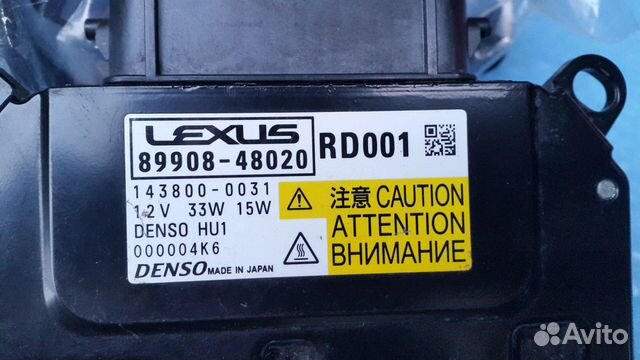 LEXUS
89908-48020 RD001
143800-0031
12V 33W 15W
DENSO HU1
000004K6
DENSO MADE IN JAPAN
注意 CAUTION
ATTENTION
ВНИМАНИЕ
Avito